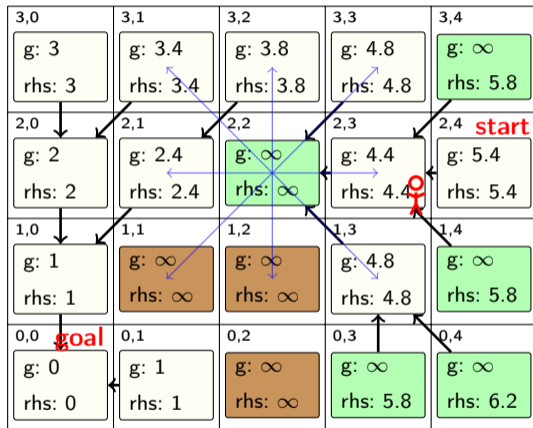 3,0 3,1 3,2 3,3 3,4
g: 3 g: 3.4 g: 3.8 g: 4.8 g: ∞
rhs: 3 rhs: 3.4 rhs: 3.8 rhs: 4.8 rhs: 5.8
2,0 2,1 2,2 2,3 2,4 start
g: 2 g: 2.4 g: ∞ g: 4.4 g: 5.4
rhs: 2 rhs: 2.4 rhs: ∞ rhs: 4.4 rhs: 5.4
1,0 1,1 1,2 1,3 1,4
g: 1 g: ∞ g: ∞ g: 4.8 g: ∞
rhs: 1 rhs: ∞ rhs: ∞ rhs: 4.8 rhs: 5.8
0,0 goal 0,1 0,2 0,3 0,4
g: 0 g: 1 g: ∞ g: ∞ g: ∞
rhs: 0 rhs: 1 rhs: ∞ rhs: 5.8 rhs: 6.2